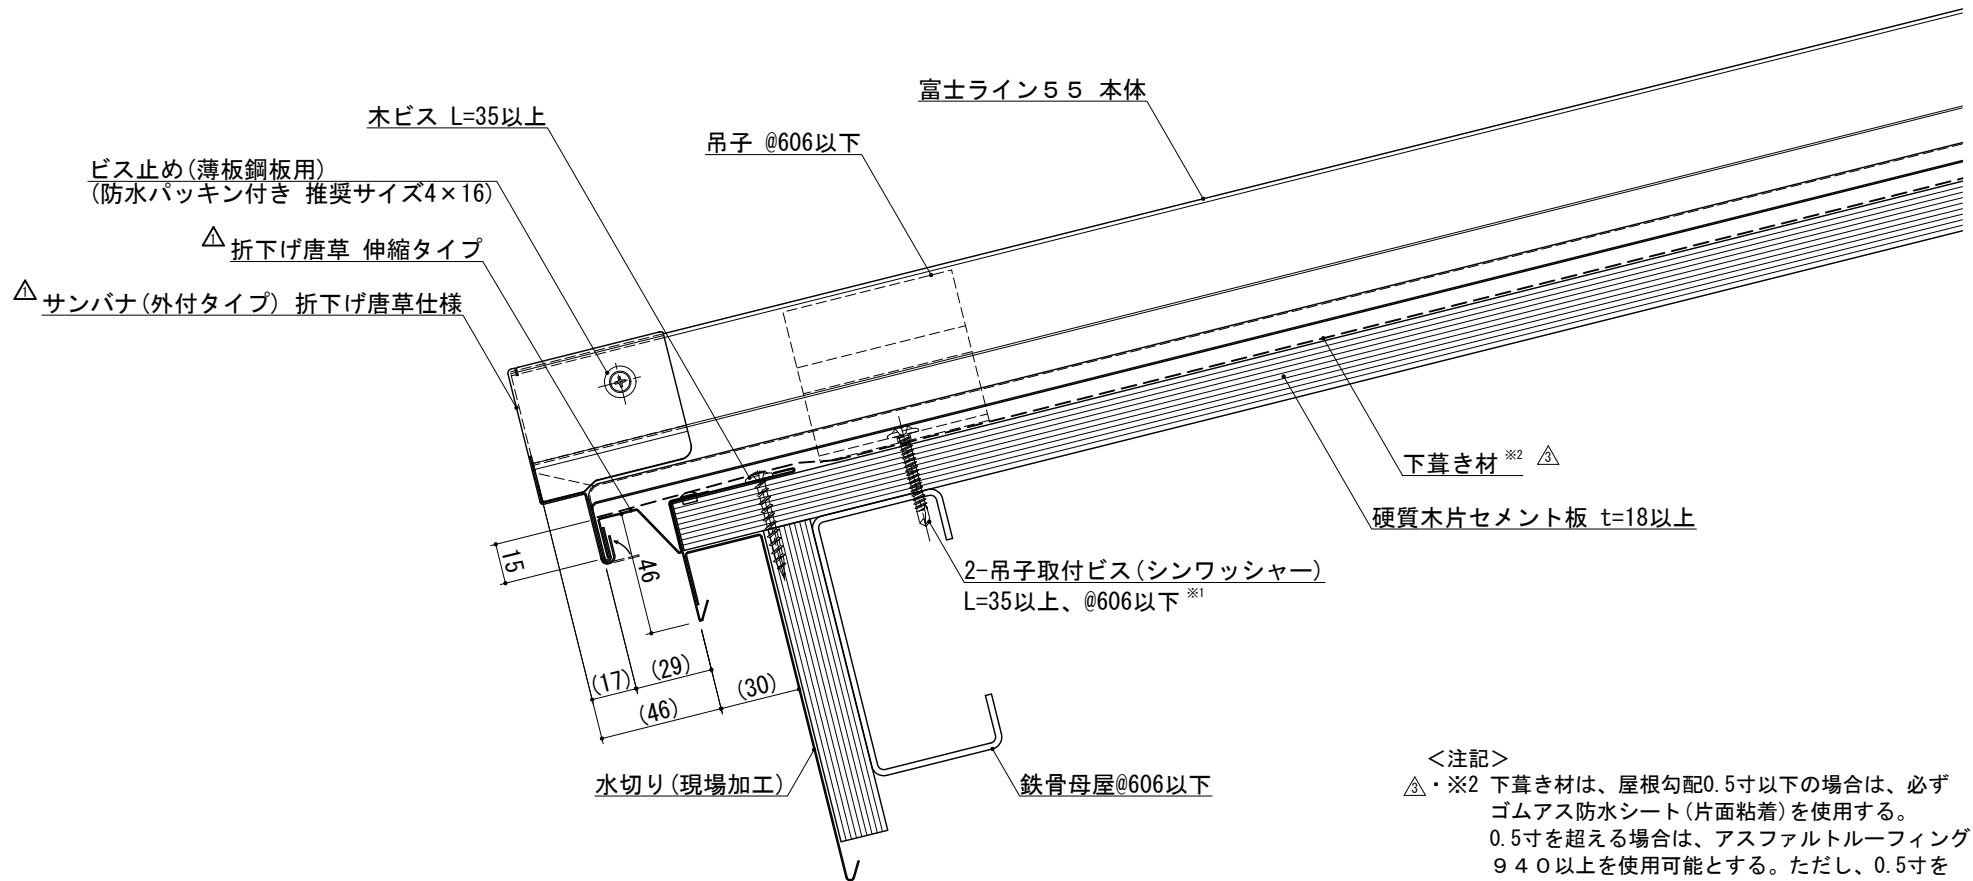 富士ライン５５ 本体
木ビス L=35以上
吊子 @606以下
ビス止め(薄板鋼板用)
(防水パッキン付き 推奨サイズ4×16)
1 折下げ唐草 伸縮タイプ
1 サンバナ(外付タイプ) 折下げ唐草仕様
下葺き材 ※2 3
硬質木片セメント板 t=18以上
15
46
2-吊子取付ビス(シンワッシャー)
L=35以上、@606以下 ※1
(17)
(29)
(46)
(30)
水切り(現場加工)
鉄骨母屋@606以下
＜注記＞
3・※2 下葺き材は、屋根勾配0.5寸以下の場合は、必ず
ゴムアス防水シート(片面粘着)を使用する。
0.5寸を超える場合は、アスファルトルーフィング
９４０以上を使用可能とする。ただし、0.5寸を